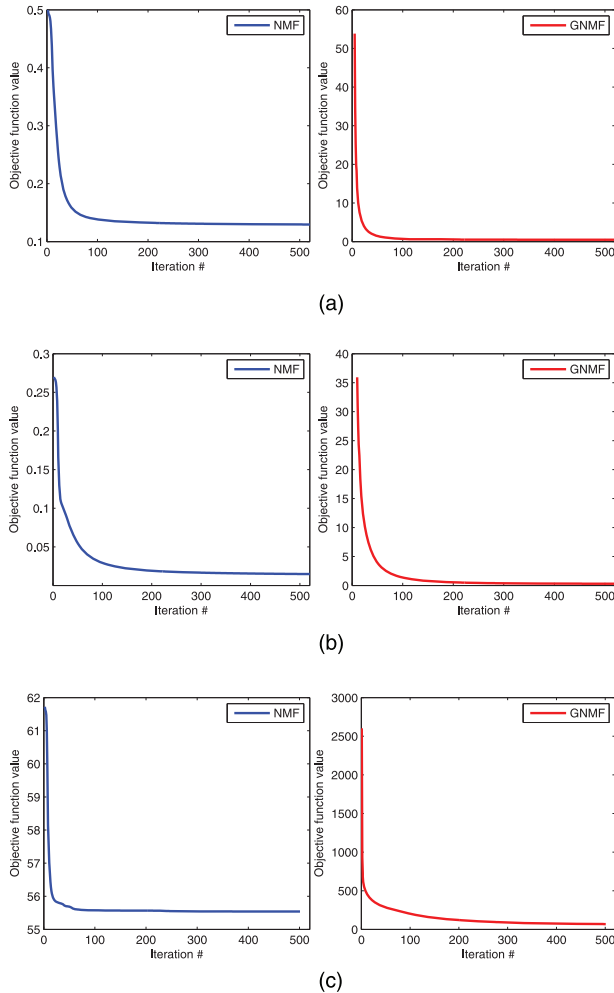 Objective function value
0.5
0.4
0.3
0.2
0.1
0 100 200 300 400 500
Iteration #
NMF
Objective function value
60
50
40
30
20
10
0
0 100 200 300 400 500
Iteration #
GNMF
(a)
Objective function value
0.3
0.25
0.2
0.15
0.1
0.05
0 100 200 300 400 500
Iteration #
NMF
Objective function value
40
35
30
25
20
15
10
5
0
0 100 200 300 400 500
Iteration #
GNMF
(b)
Objective function value
62
61
60
59
58
57
56
55
0 100 200 300 400 500
Iteration #
NMF
Objective function value
3000
2500
2000
1500
1000
500
0
0 100 200 300 400 500
Iteration #
GNMF
(c)